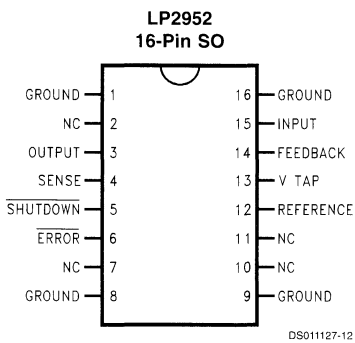 LP2952
16-Pin SO
GROUND 1 16 GROUND
NC 2 15 INPUT
OUTPUT 3 14 FEEDBACK
SENSE 4 13 V TAP
SHUTDOWN 5 12 REFERENCE
ERROR 6 11 NC
NC 7 10 NC
GROUND 8 9 GROUND
DS011127-12